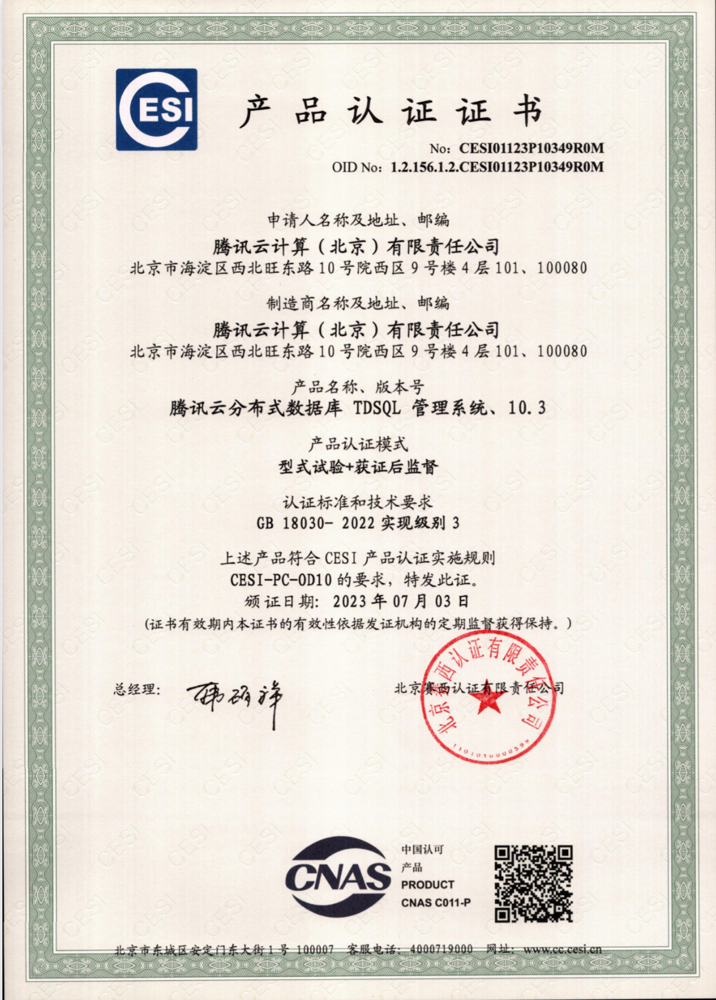 CESI
产品认证证书
No: CESI01123P10349R0M
OID No: 1.2.156.1.2.CESI01123P10349R0M
申请人名称及地址、邮编
腾讯云计算（北京）有限责任公司
北京市海淀区西北旺东路 10 号院西区 9 号楼 4 层 101、100080
制造商名称及地址、邮编
腾讯云计算（北京）有限责任公司
北京市海淀区西北旺东路 10 号院西区 9 号楼 4 层 101、100080
产品名称、版本号
腾讯云分布式数据库 TDSQL 管理系统、10.3
产品认证模式
型式试验+获证后监督
认证标准和技术要求
GB 18030- 2022 实现级别 3
上述产品符合 CESI 产品认证实施规则
CESI-PC-OD10 的要求，特发此证。
颁证日期: 2023 年 07 月 03 日
(证书有效期内本证书的有效性依据发证机构的定期监督获得保持。)
总经理:
北京赛西认证有限责任公司
北京赛西认证有限责任公司
CNAS
中国认可
产品
PRODUCT
CNAS C011-P
北京市东城区安定门东大街 1 号 100007 客服电话: 4000719000 网址: www.cc.cesi.cn